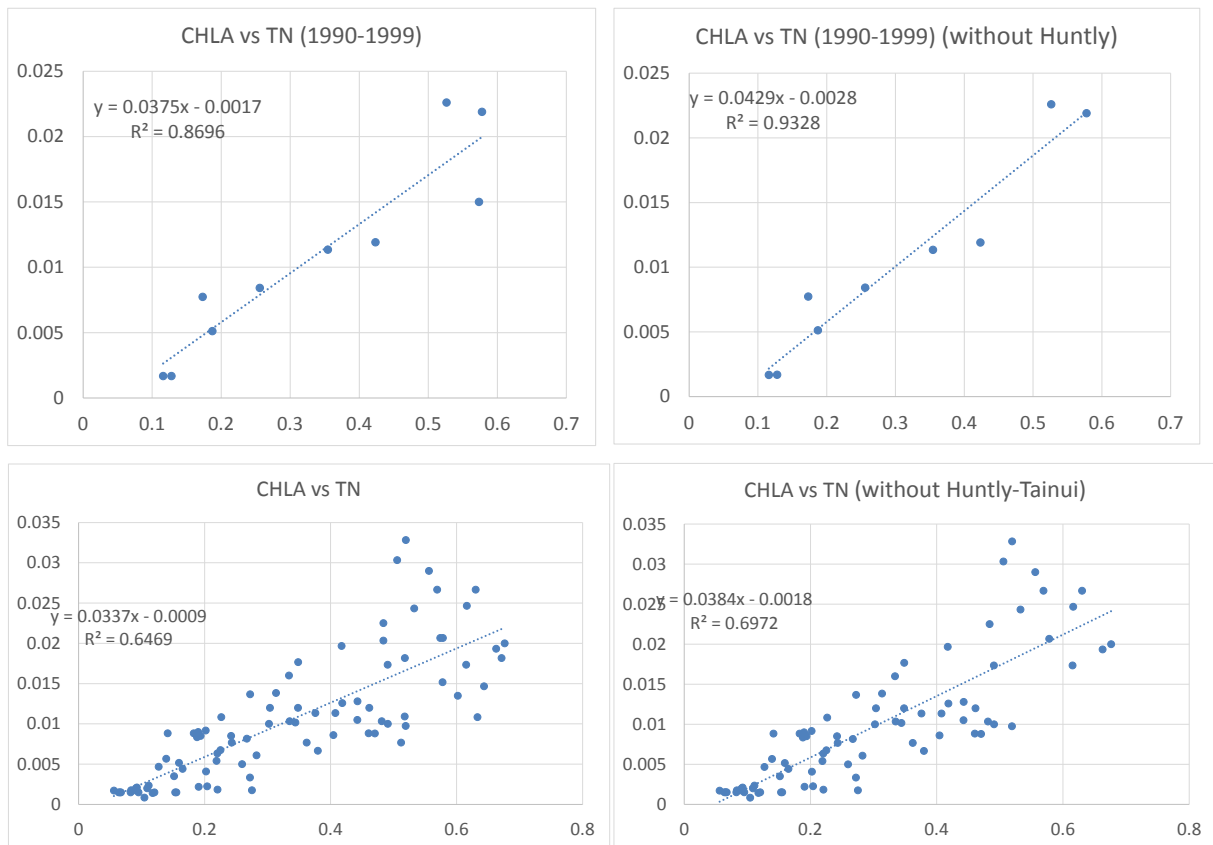 CHLA vs TN (1990-1999)
0.025
y = 0.0375x - 0.0017
R² = 0.8696
0.02
0.015
0.01
0.005
0
0 0.1 0.2 0.3 0.4 0.5 0.6 0.7
CHLA vs TN (1990-1999) (without Huntly)
0.025
y = 0.0429x - 0.0028
R² = 0.9328
0.02
0.015
0.01
0.005
0
0 0.1 0.2 0.3 0.4 0.5 0.6 0.7
CHLA vs TN
0.035
0.03
0.025
y = 0.0337x - 0.0009
R² = 0.6469
0.02
0.015
0.01
0.005
0
0 0.2 0.4 0.6 0.8
CHLA vs TN (without Huntly-Tainui)
0.035
0.03
0.025
y = 0.0384x - 0.0018
R² = 0.6972
0.02
0.015
0.01
0.005
0
0 0.2 0.4 0.6 0.8